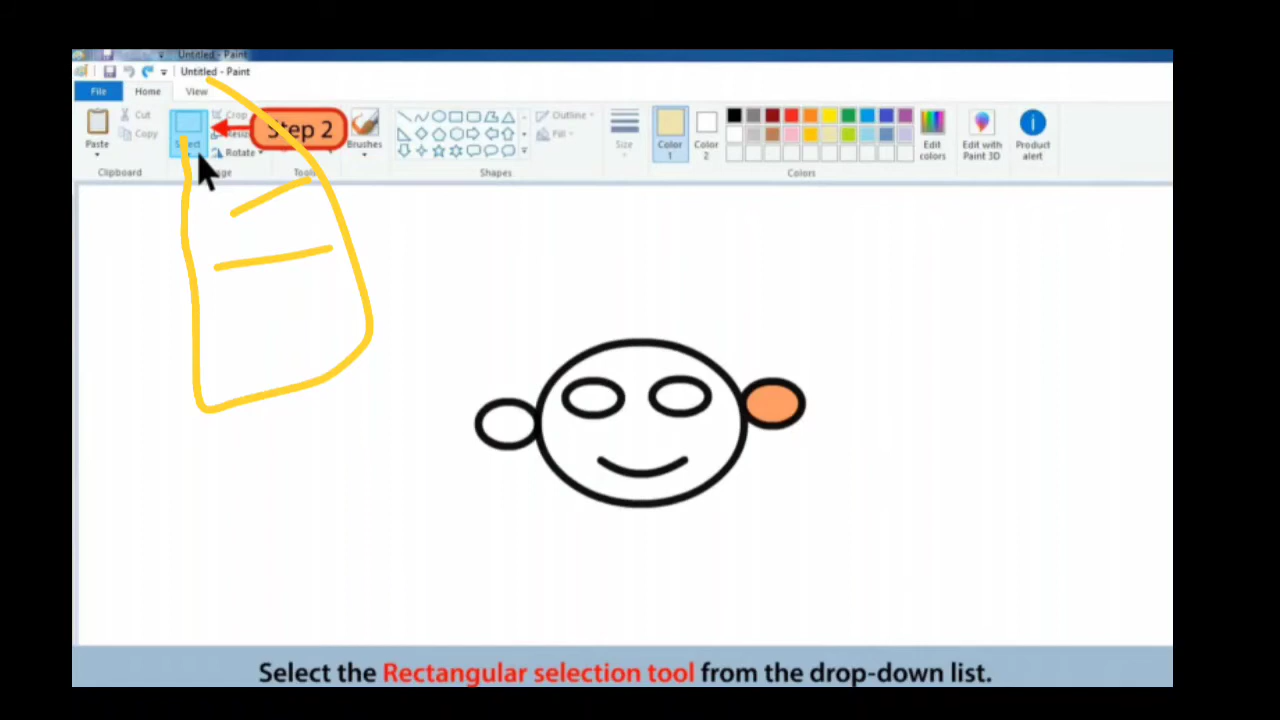 Untitled - Paint
Untitled - Paint
File Home View
Cut
Copy
Paste
Select
Crop
Rotate
Step 2
Brushes
Outline
Fill
Size
Color 1
Color 2
Edit colors
Edit with Paint 3D
Product alert
Clipboard
Shapes
Colors
Select the Rectangular selection tool from the drop-down list.